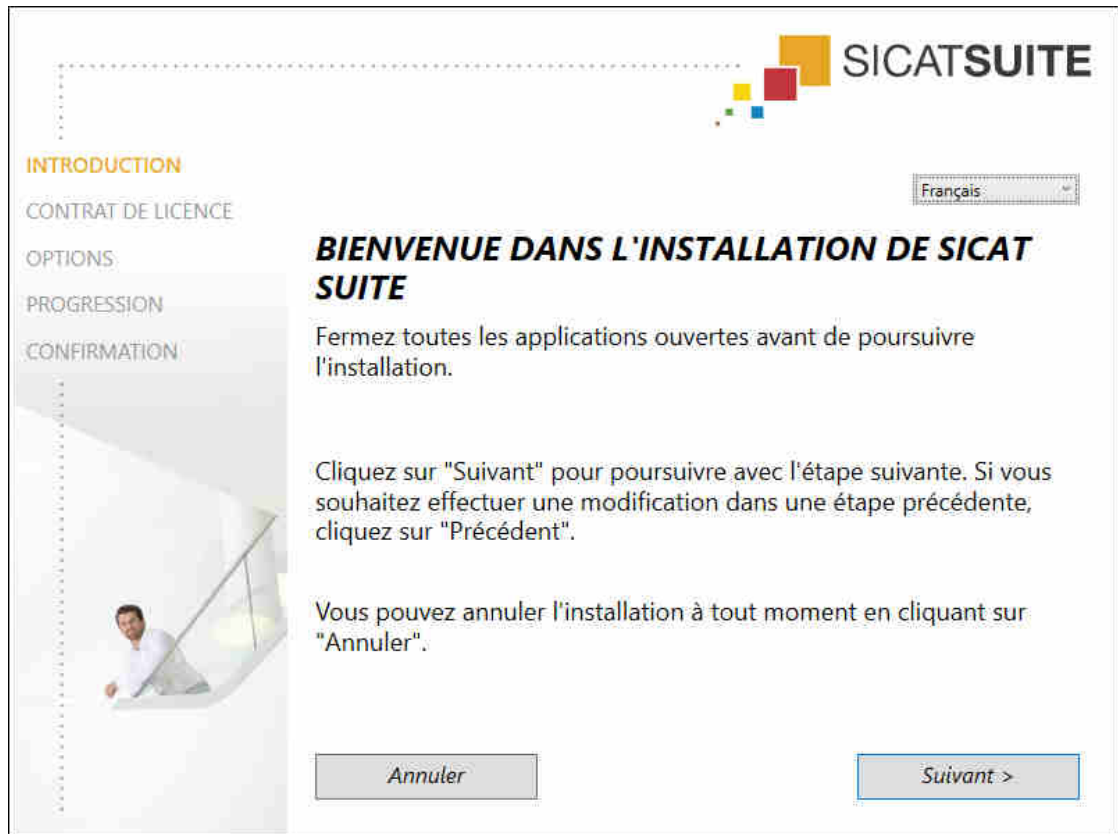 SICATSUITE
INTRODUCTION
CONTRAT DE LICENCE
OPTIONS
PROGRESSION
CONFIRMATION
Français
BIENVENUE DANS L'INSTALLATION DE SICAT
SUITE
Fermez toutes les applications ouvertes avant de poursuivre
l'installation.
Cliquez sur "Suivant" pour poursuivre avec l'étape suivante. Si vous
souhaitez effectuer une modification dans une étape précédente,
cliquez sur "Précédent".
Vous pouvez annuler l'installation à tout moment en cliquant sur
"Annuler".
Annuler
Suivant >